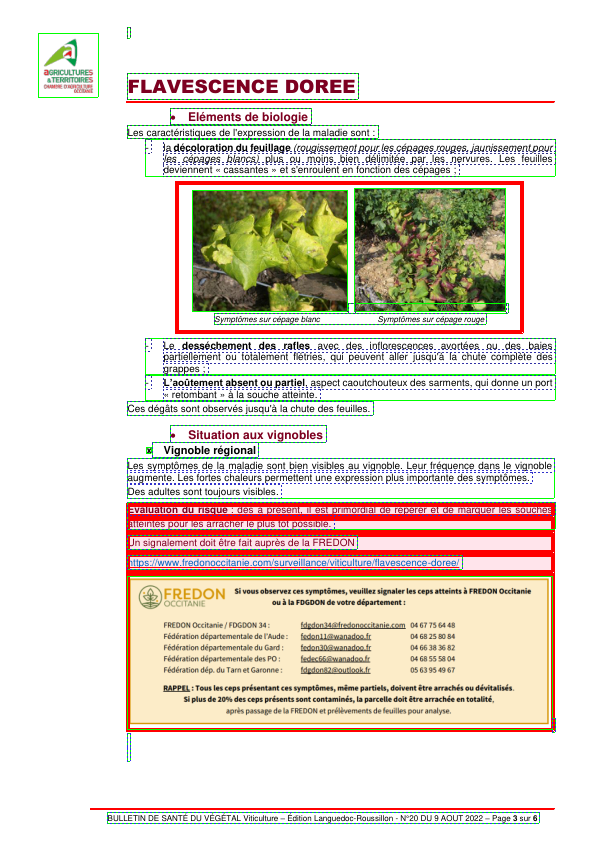 AGRICULTURES
& TERRITOIRES
CHAMBRE D'AGRICULTURE
OCCITANIE
FLAVESCENCE DOREE
• Eléments de biologie
Les caractéristiques de l'expression de la maladie sont :
- la décoloration du feuillage (rougissement pour les cépages rouges, jaunissement pour
les cépages blancs) plus ou moins bien délimitée par les nervures. Les feuilles
deviennent « cassantes » et s'enroulent en fonction des cépages ;
Symptômes sur cépage blanc Symptômes sur cépage rouge
- Le desséchement des rafles avec des inflorescences avortées ou des baies
partiellement ou totalement flétries, qui peuvent aller jusqu'à la chute complète des
grappes ;
- L'aoûtement absent ou partiel, aspect caoutchouteux des sarments, qui donne un port
« retombant » à la souche atteinte.
Ces dégâts sont observés jusqu'à la chute des feuilles.
• Situation aux vignobles
Vignoble régional
Les symptômes de la maladie sont bien visibles au vignoble. Leur fréquence dans le vignoble
augmente. Les fortes chaleurs permettent une expression plus importante des symptômes.
Des adultes sont toujours visibles.
Evaluation du risque : dès à présent, il est primordial de repérer et de marquer les souches
atteintes pour les arracher le plus tot possible.
Un signalement doit être fait auprès de la FREDON
https://www.fredonoccitanie.com/surveillance/viticulture/flavescence-doree/
FREDON
OCCITANIE
Si vous observez ces symptômes, veuillez signaler les ceps atteints à FREDON Occitanie
ou à la FDGDON de votre département :
FREDON Occitanie / FDGDON 34 : fdgdon34@fredonoccitanie.com 04 67 75 64 48
Fédération départementale de l'Aude : fedon11@wanadoo.fr 04 68 25 80 84
Fédération départementale du Gard : fedon30@wanadoo.fr 04 66 38 36 82
Fédération départementale des PO : fedec66@wanadoo.fr 04 68 55 58 04
Fédération dép. du Tarn et Garonne : fdgdon82@outlook.fr 05 63 95 49 67
RAPPEL : Tous les ceps présentant ces symptômes, même partiels, doivent être arrachés ou dévitalisés.
Si plus de 20% des ceps présents sont contaminés, la parcelle doit être arrachée en totalité,
après passage de la FREDON et prélèvements de feuilles pour analyse.
BULLETIN DE SANTÉ DU VÉGÉTAL Viticulture – Édition Languedoc-Roussillon - N°20 DU 9 AOUT 2022 – Page 3 sur 6